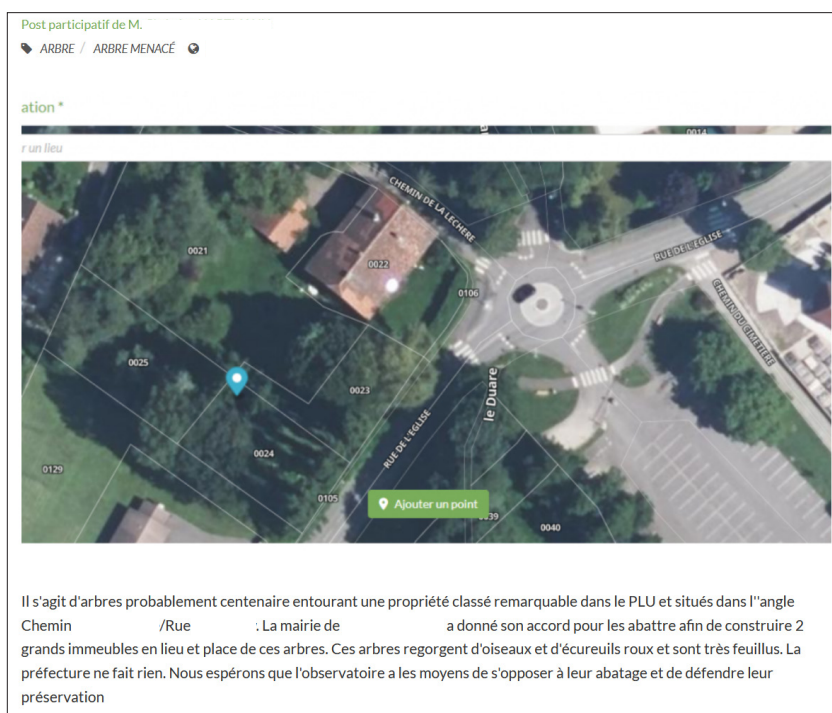 Post participatif de M.
ARBRE / ARBRE MENACÉ
ation *
0014
r un lieu
CHEMIN DE LA LECHERE
0021
RUE DE L'EGLISE
0022
0106
CHEMIN DU CIMETIÈRE
0025
0023
le Duare
RUE DE L'EGLISE
0024
0129
0105
Ajouter un point
39
0040
Il s'agit d'arbres probablement centenaire entourant une propriété classé remarquable dans le PLU et situés dans l''angle
Chemin /Rue . La mairie de a donné son accord pour les abattre afin de construire 2
grands immeubles en lieu et place de ces arbres. Ces arbres regorgent d'oiseaux et d'écureuils roux et sont très feuillus. La
préfecture ne fait rien. Nous espérons que l'observatoire a les moyens de s'opposer à leur abatage et de défendre leur
préservation